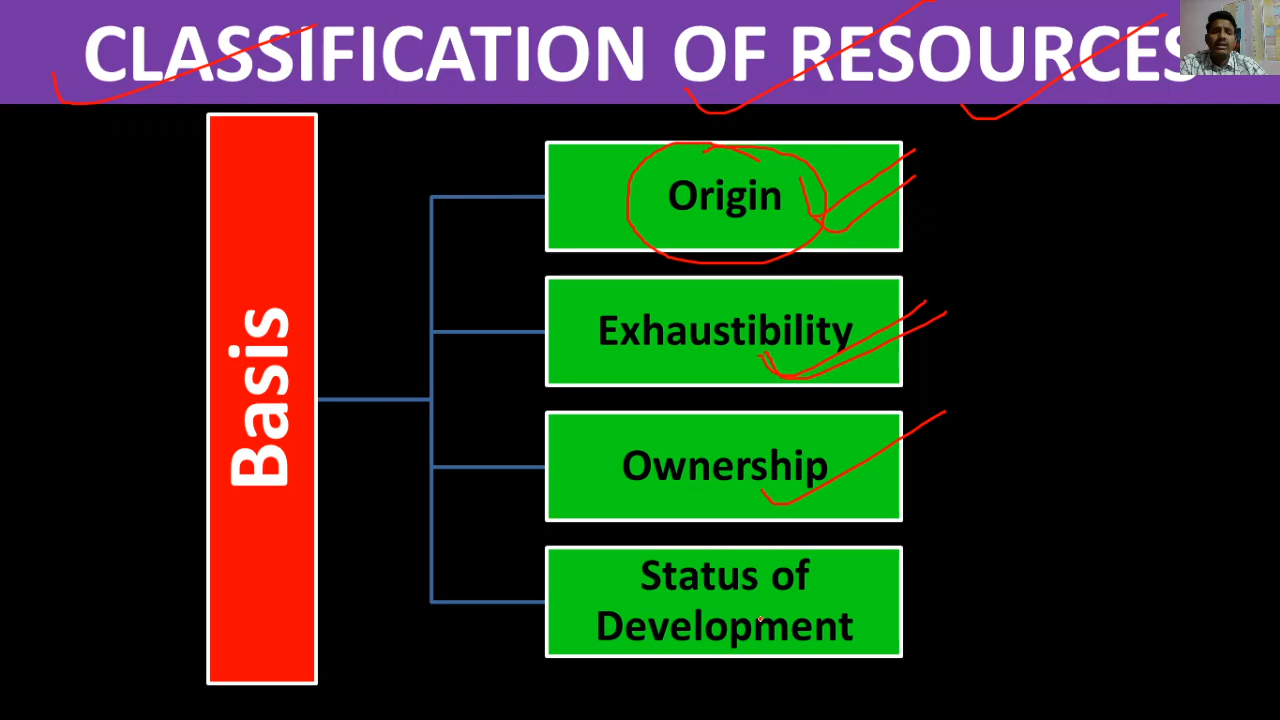 CLASSIFICATION OF RESOURCES
Basis
Origin
Exhaustibility
Ownership
Status of
Development